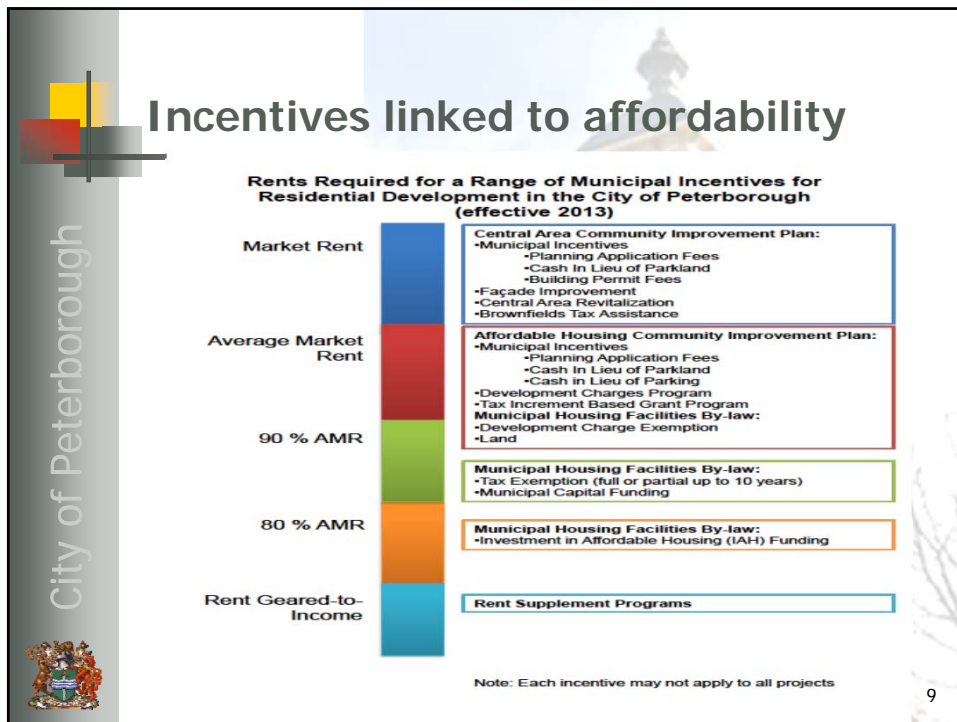 Incentives linked to affordability
Rents Required for a Range of Municipal Incentives for
Residential Development in the City of Peterborough
(effective 2013)
Market Rent
Central Area Community Improvement Plan:
•Municipal Incentives
•Planning Application Fees
•Cash In Lieu of Parkland
•Building Permit Fees
•Façade Improvement
•Central Area Revitalization
•Brownfields Tax Assistance
Average Market
Rent
Affordable Housing Community Improvement Plan:
•Municipal Incentives
•Planning Application Fees
•Cash In Lieu of Parkland
•Cash in Lieu of Parking
•Development Charges Program
•Tax Increment Based Grant Program
Municipal Housing Facilities By-law:
•Development Charge Exemption
•Land
90 % AMR
Municipal Housing Facilities By-law:
•Tax Exemption (full or partial up to 10 years)
•Municipal Capital Funding
80 % AMR
Municipal Housing Facilities By-law:
•Investment in Affordable Housing (IAH) Funding
Rent Geared-to-
Income
Rent Supplement Programs
Note: Each incentive may not apply to all projects
City of Peterborough
9